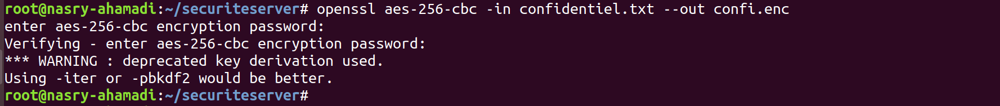 root@nasry-ahamadi:~/securiteserver# openssl aes-256-cbc -in confidentiel.txt --out confi.enc
enter aes-256-cbc encryption password:
Verifying - enter aes-256-cbc encryption password:
*** WARNING : deprecated key derivation used.
Using -iter or -pbkdf2 would be better.
root@nasry-ahamadi:~/securiteserver#